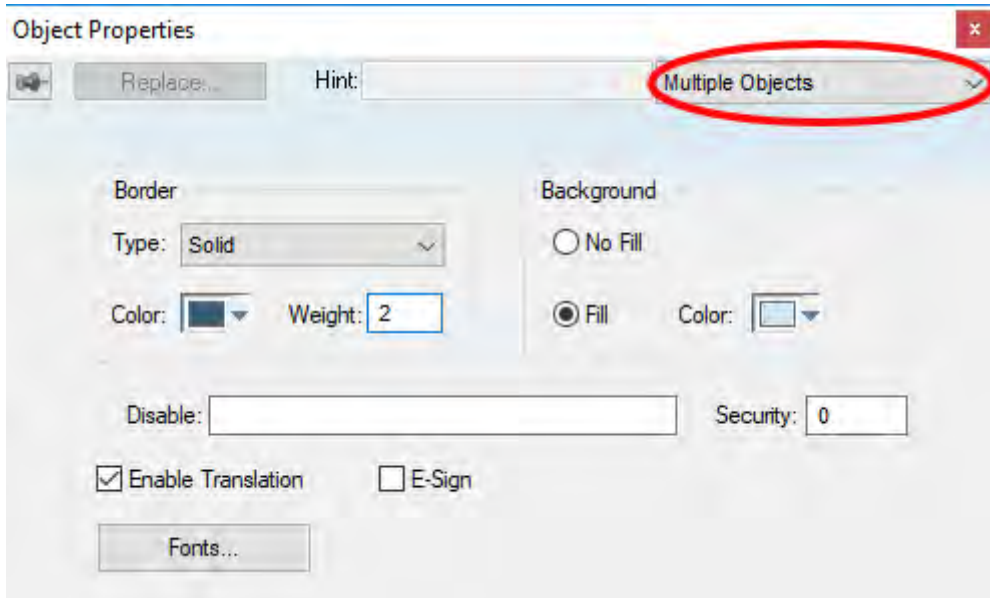 Object Properties
x
Replace... Hint: Multiple Objects
Border Background
Type: Solid No Fill
Color: Weight: 2 Fill Color:
Disable: Security: 0
Enable Translation E-Sign
Fonts...